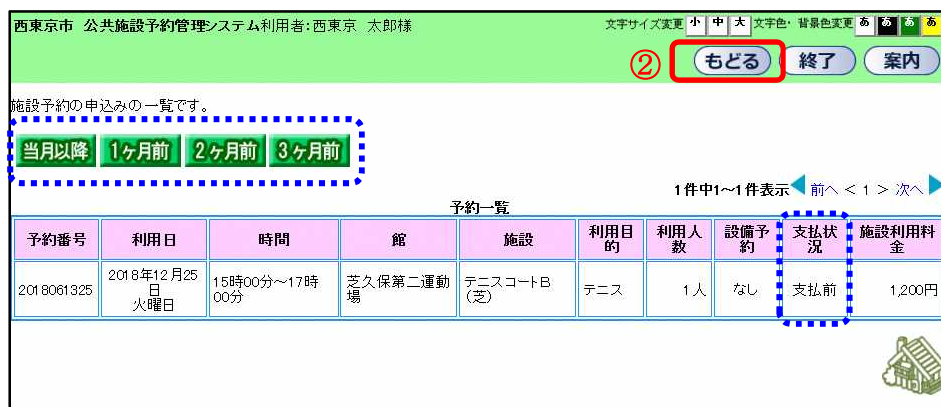 西東京市 公共施設予約管理システム利用者:西東京 太郎様 文字サイズ変更 小 中 大 文字色・背景色変更 あ あ あ あ
② もどる 終了 案内
施設予約の申込みの一覧です。
当月以降 1ヶ月前 2ヶ月前 3ヶ月前
1件中1~1件表示 前へ < 1 > 次へ
予約一覧
予約番号 利用日 時間 館 施設 利用目的 利用人数 設備予約 支払状況 施設利用料金
2018061325 2018年12月25日 火曜日 15時00分~17時00分 芝久保第二運動場 テニスコートB(芝) テニス 1人 なし 支払前 1,200円